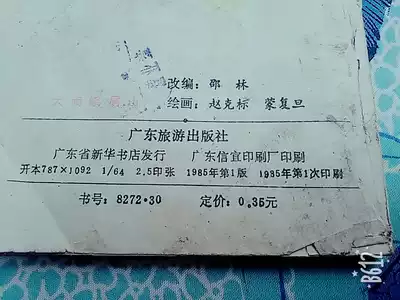 改编：邵 林
绘画：赵克标 蒙复旦
广东旅游出版社
广东省新华书店发行 广东信宜印刷厂印刷
开本787×1092 1/64 2.5印张 1985年第1版 1985年第1次印刷
书号：8272·30 定价：0.35元
B612